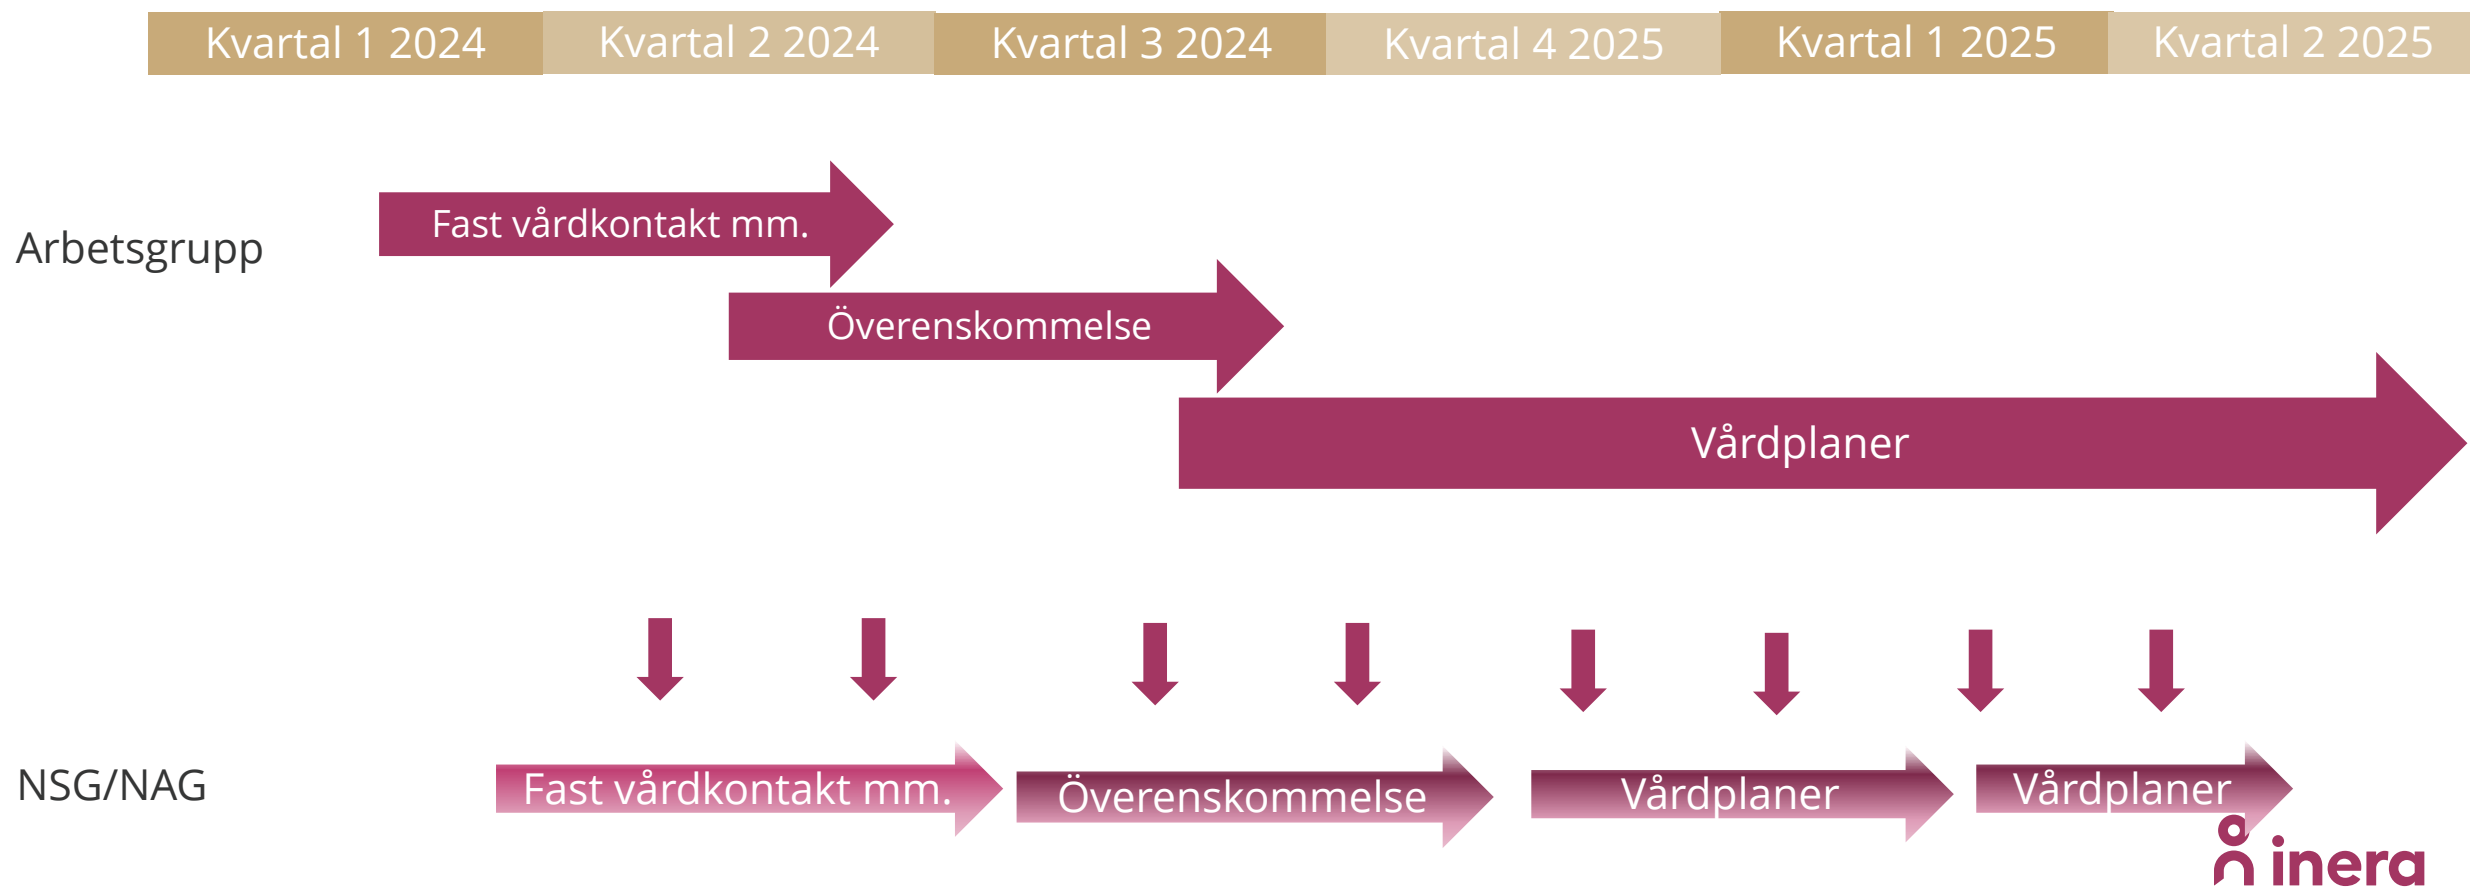 Kvartal 1 2024
Kvartal 2 2024
Kvartal 3 2024
Kvartal 4 2025
Kvartal 1 2025
Kvartal 2 2025
Arbetsgrupp
Fast vårdkontakt mm.
Överenskommelse
Vårdplaner
NSG/NAG
Fast vårdkontakt mm.
Överenskommelse
Vårdplaner
Vårdplaner
inera